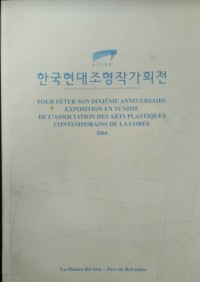 한국현대조형작가회전
POUR FÊTER SON DIXIÈME ANNIVERSAIRE
EXPOSITION EN TUNISIE
DE L'ASSOCIATION DES ARTS PLASTIQUES
CONTEMPORAINS DE LA CORÉE
2004
La Maison des Arts - Parc du Belvédère